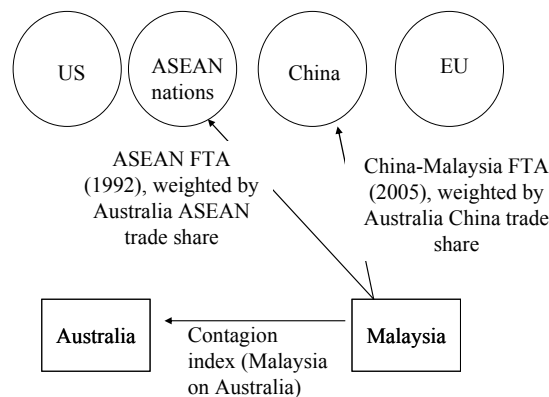 US
ASEAN
nations
China
EU
ASEAN FTA
(1992), weighted by
Australia ASEAN
trade share
China-Malaysia FTA
(2005), weighted by
Australia China trade
share
Australia
Contagion
index (Malaysia
on Australia)
Malaysia